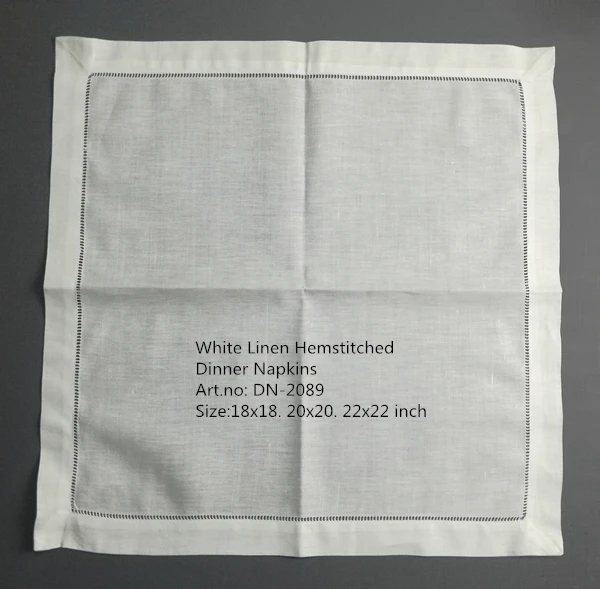 White Linen Hemstitched
Dinner Napkins
Art.no: DN-2089
Size:18x18. 20x20. 22x22 inch